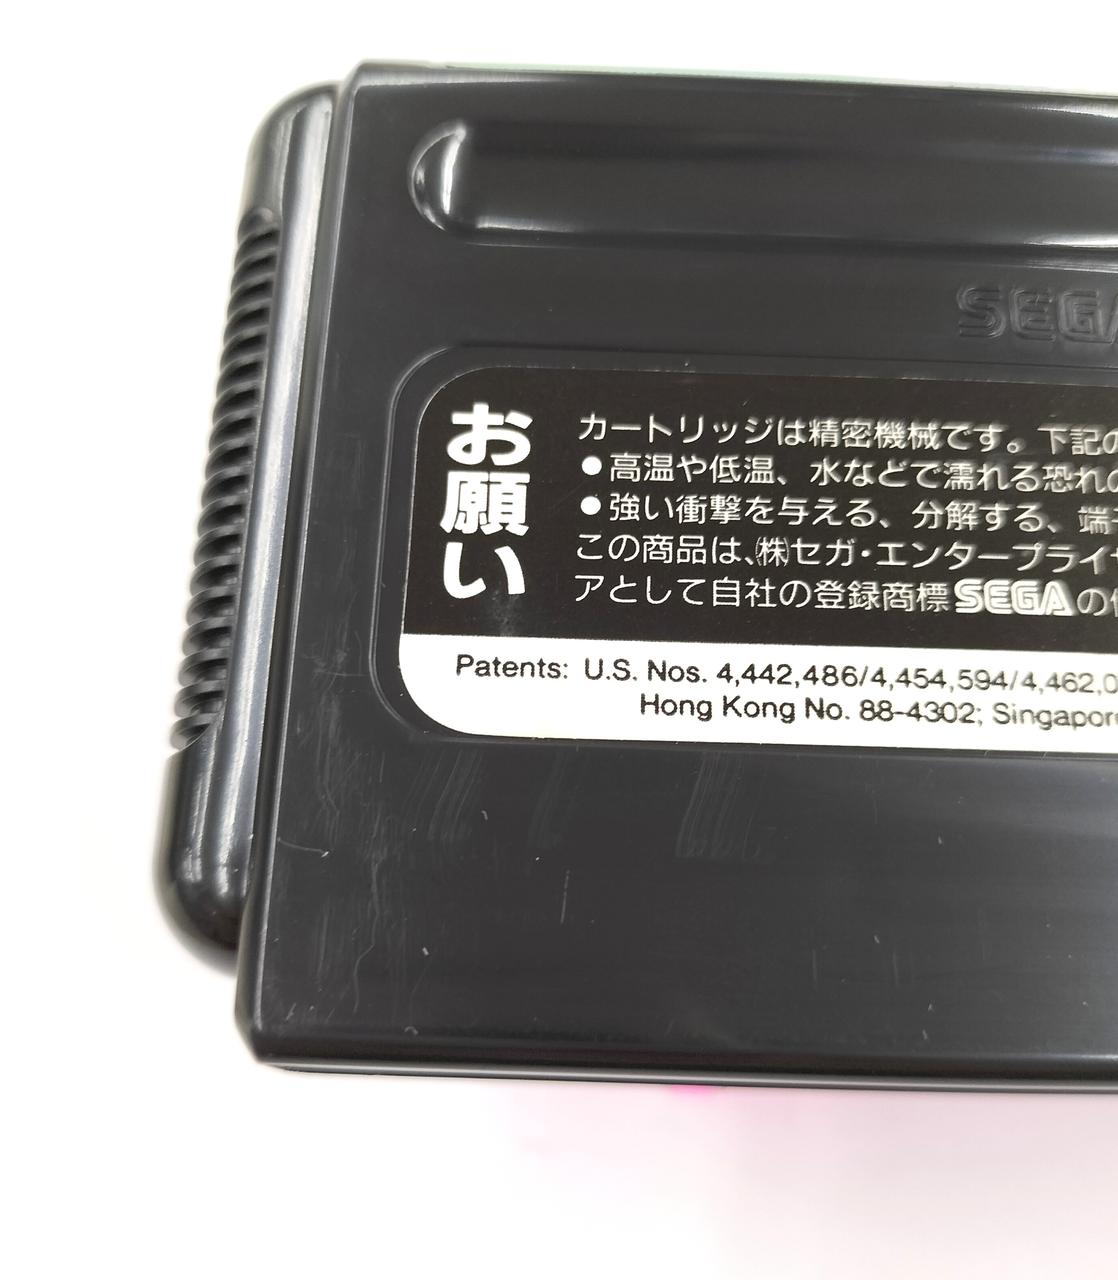 SEGA
お願い
カートリッジは精密機械です。下記の
●高温や低温、水などで濡れる恐れの
●強い衝撃を与える、分解する、端
この商品は、㈱セガ・エンタープライ
アとして自社の登録商標SEGAの
Patents: U.S. Nos. 4,442,486/4,454,594/4,462,0
Hong Kong No. 88-4302; Singapore